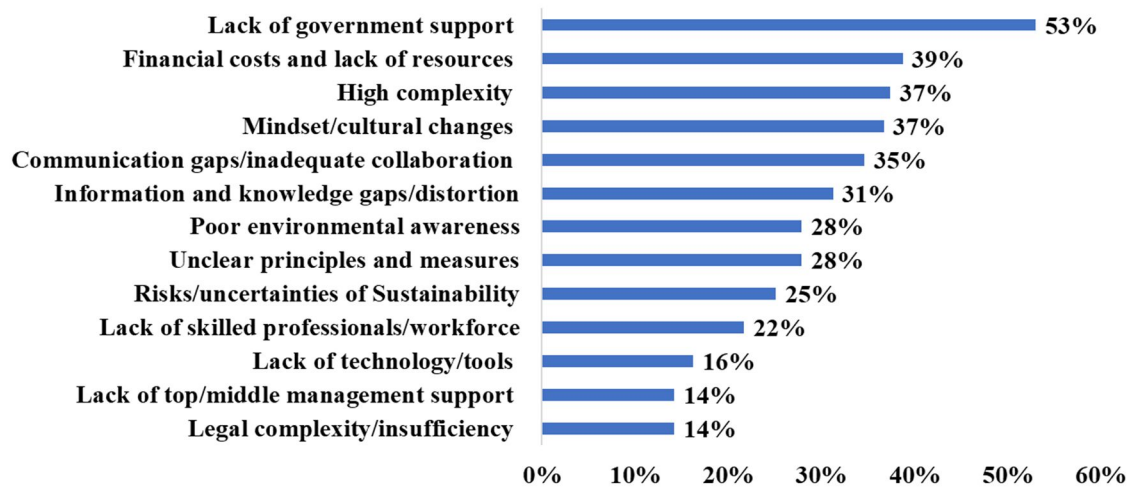 Lack of government support 53%
Financial costs and lack of resources 39%
High complexity 37%
Mindset/cultural changes 37%
Communication gaps/inadequate collaboration 35%
Information and knowledge gaps/distortion 31%
Poor environmental awareness 28%
Unclear principles and measures 28%
Risks/uncertainties of Sustainability 25%
Lack of skilled professionals/workforce 22%
Lack of technology/tools 16%
Lack of top/middle management support 14%
Legal complexity/insufficiency 14%
0% 10% 20% 30% 40% 50% 60%